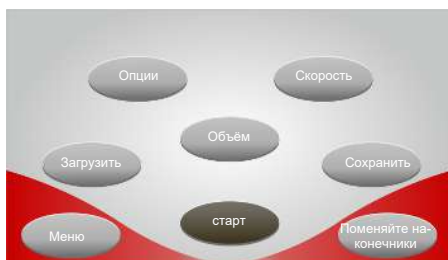 Опции
Скорость
Объём
Загрузить
Сохранить
старт
Меню
Поменяйте на-
конечники